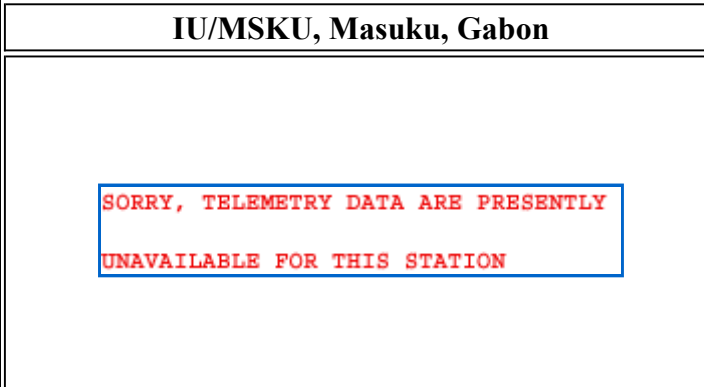 IU/MSKU, Masuku, Gabon
SORRY, TELEMETRY DATA ARE PRESENTLY
UNAVAILABLE FOR THIS STATION